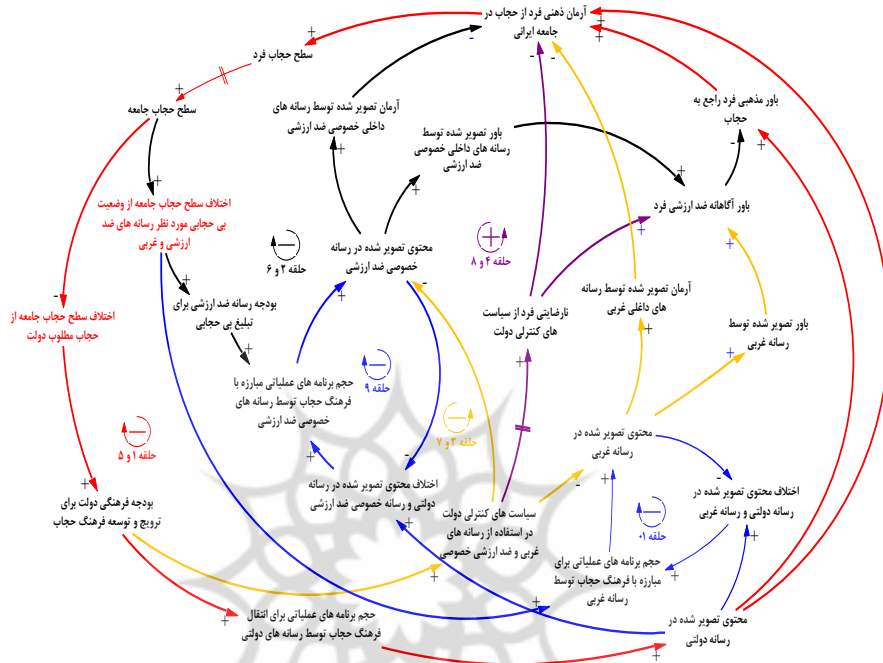 آرمان ذهنی فرد از حجاب در
جامعه ایرانی
سطح حجاب فرد
سطح حجاب جامعه
آرمان تصویر شده توسط رسانه های
داخلی خصوصی ضد ارزشی
باور تصویر شده توسط
رسانه های داخلی خصوصی
ضد ارزشی
باور مذهبی فرد راجع به
حجاب
باور آگاهانه ضد ارزشی فرد
اختلاف سطح حجاب جامعه از وضعیت
بی حجابی مورد نظر رسانه های ضد
ارزشی و غربی
محتوی تصویر شده در رسانه
خصوصی ضد ارزشی
حلقه ۲ و ۶
حلقه ۴ و ۸
آرمان تصویر شده توسط رسانه
های داغلی غربی
نارضایتی فرد از سیاست
های کنترلی دولت
باور تصویر شده توسط
رسانه غربی
بودجه رسانه ضد ارزشی برای
تبلیغ بی حجابی
اختلاف سطح حجاب جامعه از
حجاب مطلوب دولت
حجم برنامه های عملیاتی مبارزه با
فرهنگ حجاب توسط رسانه های
خصوصی ضد ارزشی
حلقه ۹
حلقه ۳ و ۷
حلقه ۱ و ۵
محتوی تصویر شده در
رسانه غربی
اختلاف محتوی تصویر شده در رسانه
دولتی و رسانه خصوصی ضد ارزشی
اختلاف محتوی تصویر شده در
رسانه دولتی و رسانه غربی
بودجه فرهنگی دولت برای
ترویج و توسعه فرهنگ حجاب
سیاست های کنترلی دولت
در استفاده از رسانه های
غربی و ضد ارزشی خصوصی
حلقه ۰۱
حجم برنامه های عملیاتی برای
مبارزه با فرهنگ حجاب توسط
رسانه غربی
حجم برنامه های عملیاتی برای انتقال
فرهنگ حجاب توسط رسانه های دولتی
محتوی تصویر شده در
رسانه دولتی